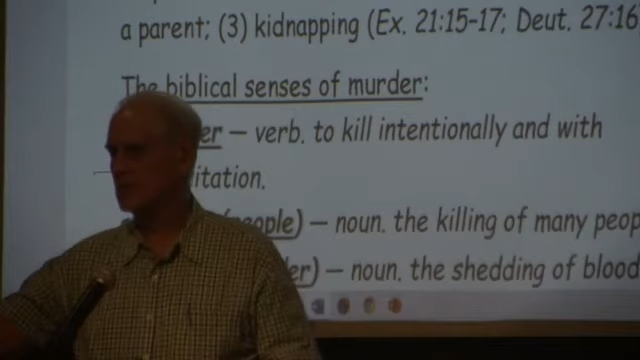 a parent; (3) kidnapping (Ex. 21:15-17; Deut. 27:16
The biblical senses of murder:
er – verb. to kill intentionally and with
itation.
people) – noun. the killing of many peop
er) – noun. the shedding of blood